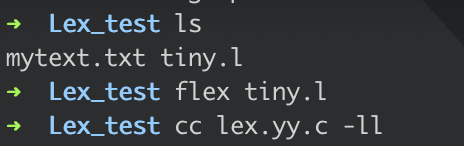 ➜ Lex_test ls
mytext.txt tiny.l
➜ Lex_test flex tiny.l
➜ Lex_test cc lex.yy.c -ll